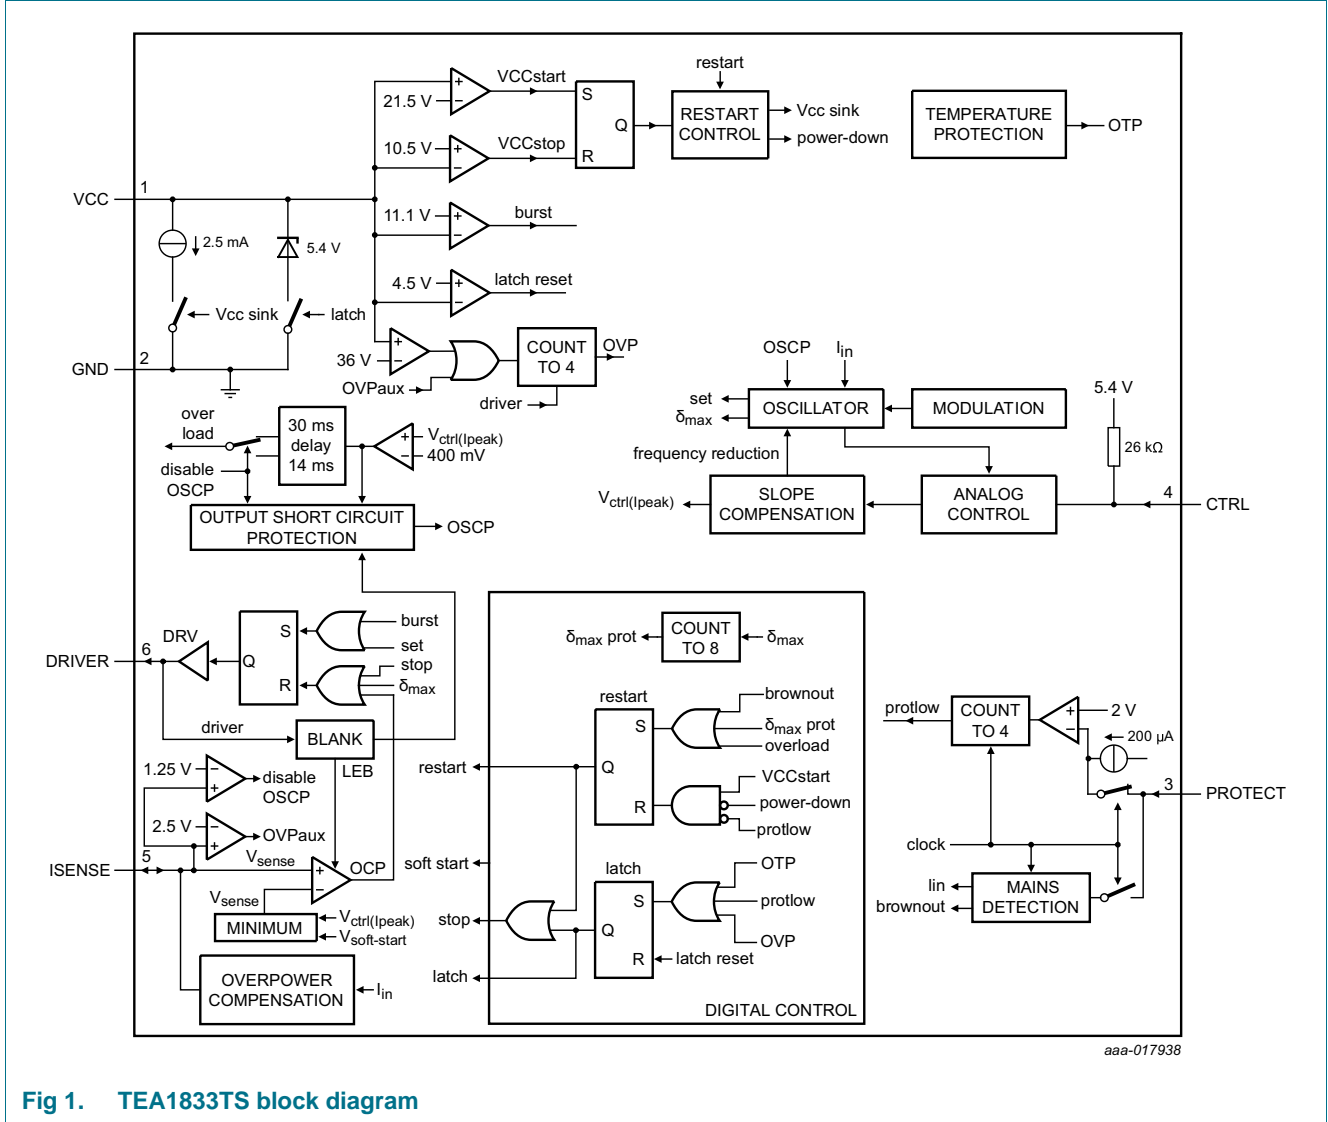 restart
VCCstart
+
21.5 V
−
S
Q
R
RESTART
CONTROL
Vcc sink
power-down
TEMPERATURE
PROTECTION
OTP
10.5 V
+
−
VCCstop
VCC
1
11.1 V
+
−
burst
2.5 mA
5.4 V
4.5 V
+
−
latch reset
Vcc sink
latch
GND
2
+
36 V
−
OVPaux
COUNT
TO 4
OVP
driver
OSCP
Iin
set
δmax
OSCILLATOR
MODULATION
5.4 V
26 kΩ
frequency reduction
Vctrl(Ipeak)
SLOPE
COMPENSATION
ANALOG
CONTROL
4
CTRL
over
load
30 ms
delay
14 ms
+
−
Vctrl(Ipeak)
400 mV
disable
OSCP
OUTPUT SHORT CIRCUIT
PROTECTION
OSCP
DRIVER
6
DRV
Q
S
R
burst
set
stop
δmax
driver
BLANK
LEB
1.25 V
−
+
disable
OSCP
2.5 V
−
+
OVPaux
ISENSE
5
Vsense
+
−
OCP
Vsense
MINIMUM
Vctrl(Ipeak)
Vsoft-start
OVERPOWER
COMPENSATION
Iin
δmax prot
COUNT
TO 8
δmax
restart
S
Q
R
brownout
δmax prot
overload
restart
VCCstart
power-down
protlow
soft start
latch
S
Q
R
OTP
protlow
OVP
latch reset
stop
latch
DIGITAL CONTROL
protlow
COUNT
TO 4
+
−
2 V
200 µA
3
PROTECT
clock
Iin
brownout
MAINS
DETECTION
aaa-017938
Fig 1. TEA1833TS block diagram